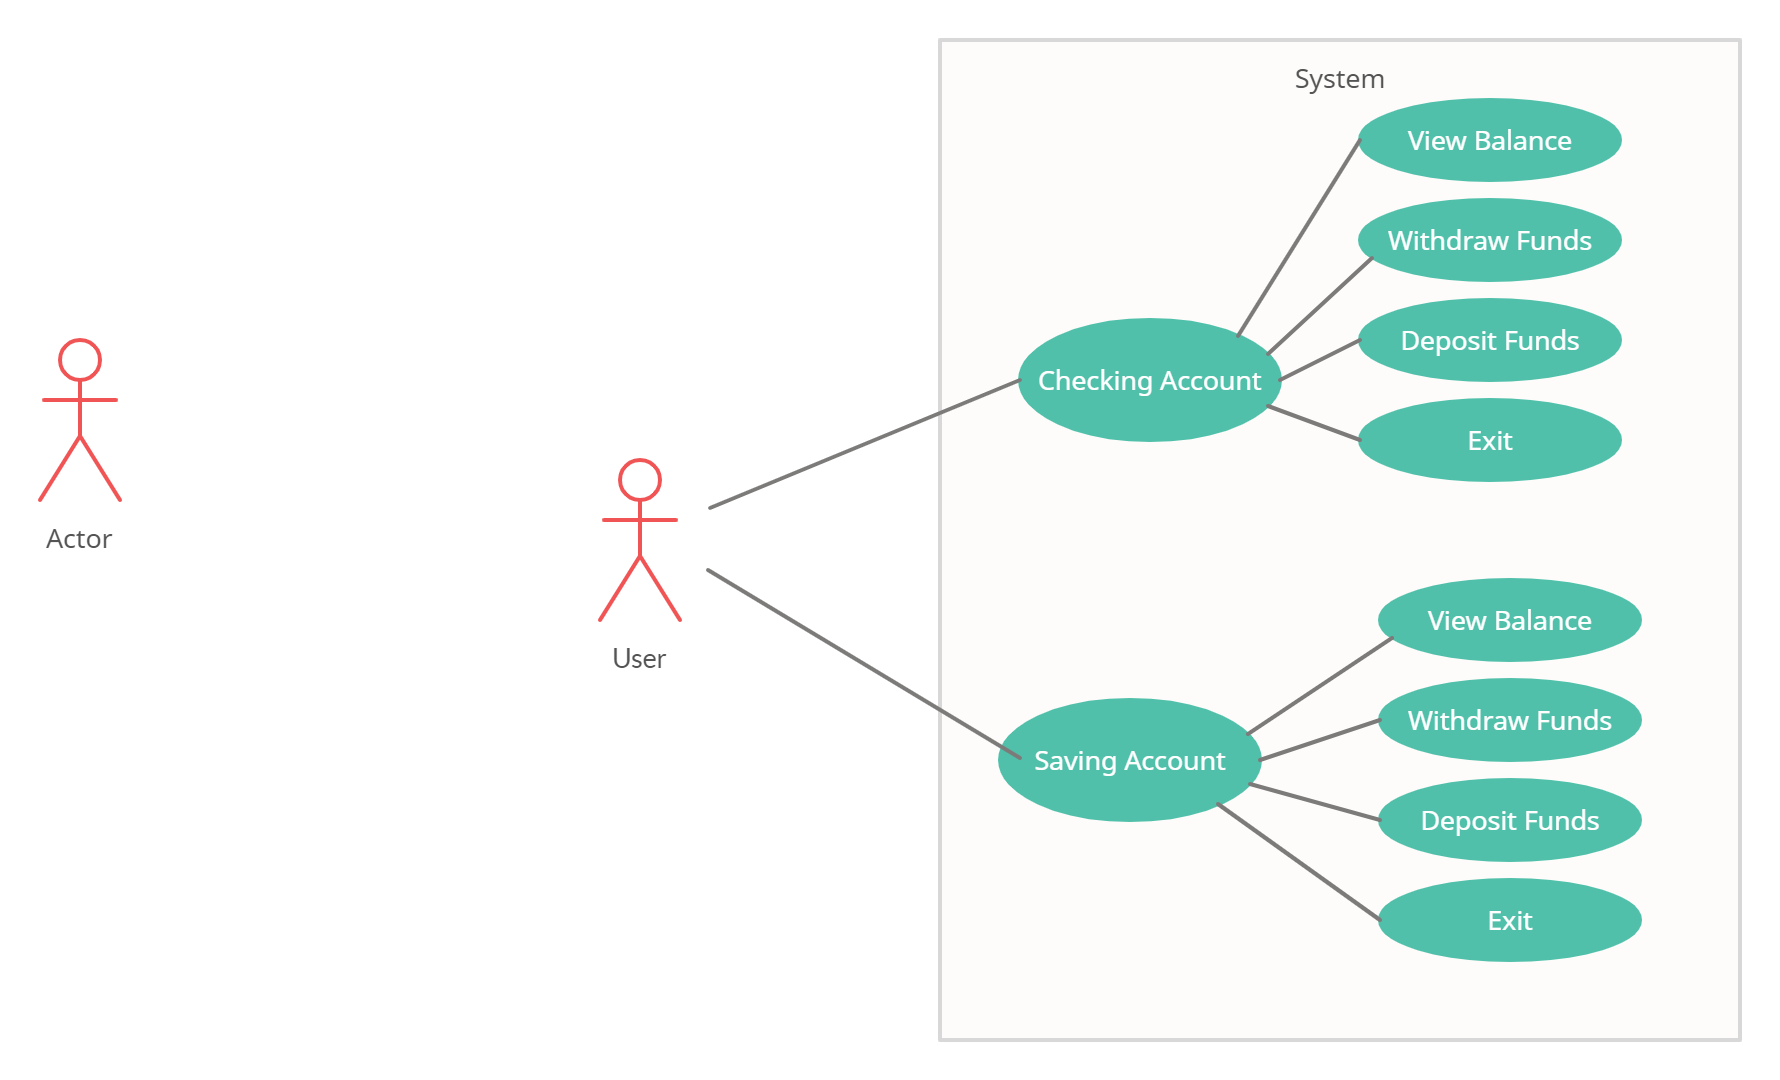 System
View Balance
Withdraw Funds
Deposit Funds
Checking Account
Exit
Actor
User
View Balance
Withdraw Funds
Saving Account
Deposit Funds
Exit